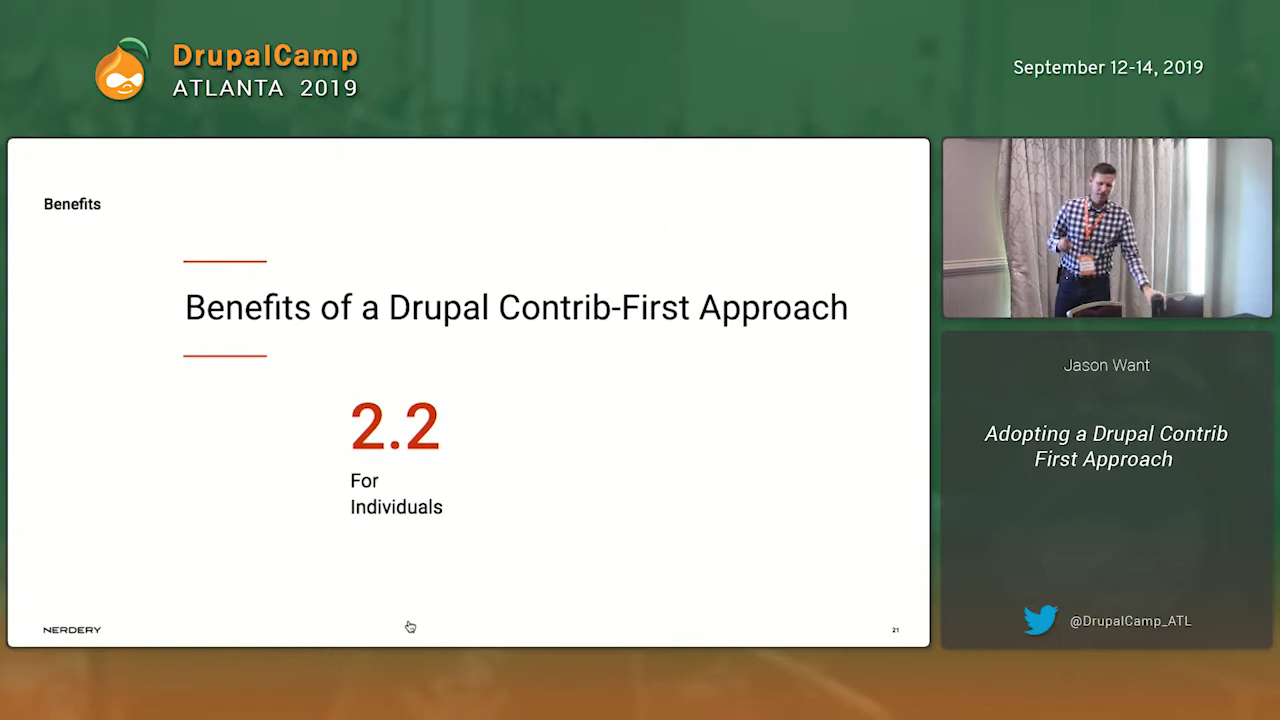 DrupalCamp
ATLANTA 2019
September 12-14, 2019
Benefits
Benefits of a Drupal Contrib-First Approach
2.2
For
Individuals
NERDERY
21
Jason Want
Adopting a Drupal Contrib
First Approach
@DrupalCamp_ATL